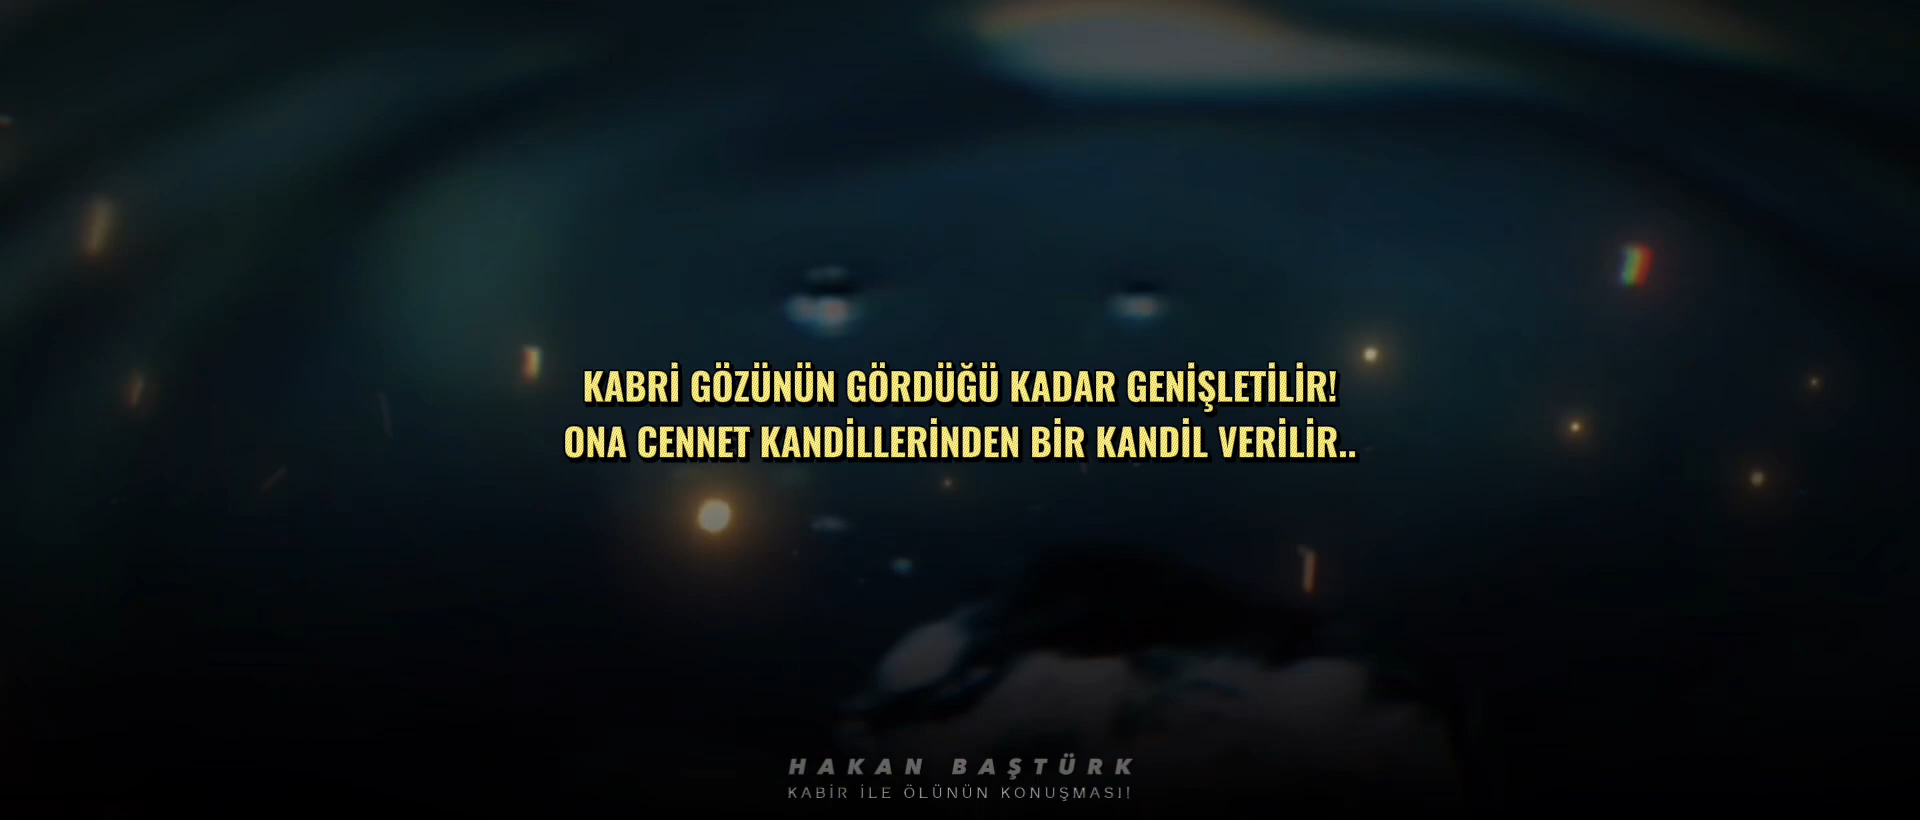 KABRİ GÖZÜNÜN GÖRDÜĞÜ KADAR GENİŞLETİLİR!
ONA CENNET KANDİLLERİNDEN BİR KANDİL VERİLİR..
HAKAN BAŞTÜRK
KABİR İLE ÖLÜNÜN KONUŞMASI!